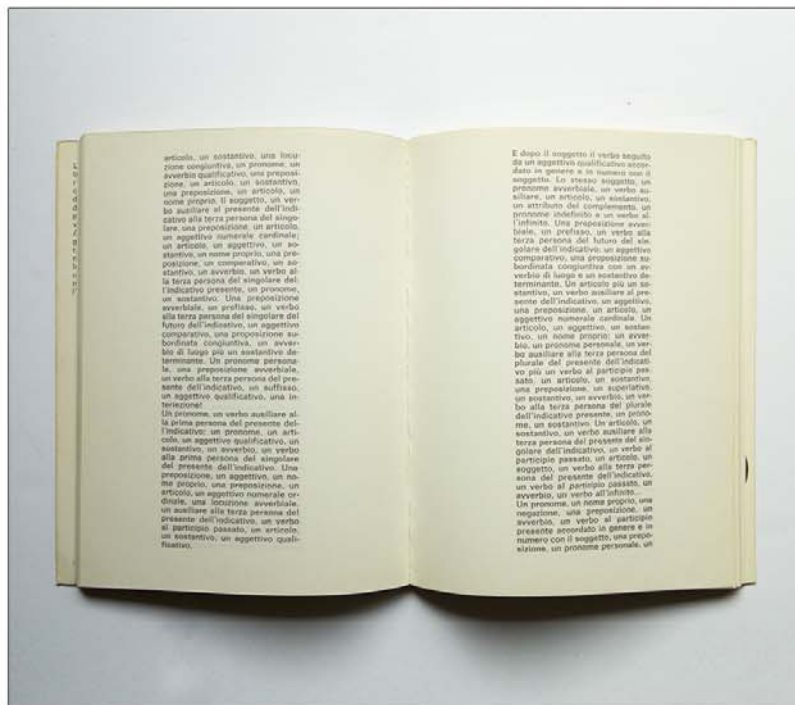 articolo, un sostantivo, una locu-
zione congiuntiva, un pronome, un
avverbio qualificativo, una preposi-
zione, un articolo, un sostantivo,
una preposizione, un articolo, un
nome proprio. Il soggetto, un ver-
bo ausiliare al presente dell'indi-
cativo alla terza persona del singo-
lare, una preposizione, un articolo,
un aggettivo numerale cardinale;
un articolo, un aggettivo, un so-
stantivo, un nome proprio, una pre-
posizione, un comparativo, un so-
stantivo, un avverbio, un verbo al-
la terza persona del singolare del-
l'indicativo presente, un pronome,
un sostantivo. Una preposizione
avverbiale, un prefisso, un verbo
alla terza persona del singolare del
futuro dell'indicativo, un aggettivo
comparativo, una proposizione su-
bordinata congiuntiva, un avver-
bio di luogo più un sostantivo de-
terminante. Un pronome persona-
le, una preposizione avverbiale,
un verbo alla terza persona del pre-
sente dell'indicativo, un suffisso,
un aggettivo qualificativo, una in-
teriezione!
Un pronome, un verbo ausiliare al-
la prima persona del presente del-
l'indicativo; un pronome, un arti-
colo, un aggettivo qualificativo, un
sostantivo, un avverbio, un verbo
alla prima persona del singolare
del presente dell'indicativo. Una
preposizione, un aggettivo, un no-
me proprio, una preposizione, un
articolo, un aggettivo numerale or-
dinale, una locuzione avverbiale,
un ausiliare alla terza persona del
presente dell'indicativo, un verbo
al participio passato, un articolo,
un sostantivo, un aggettivo quali-
ficativo.
E dopo il soggetto il verbo seguito
da un aggettivo qualificativo accor-
dato in genere e in numero con il
soggetto. Lo stesso soggetto, un
pronome avverbiale, un verbo au-
siliare, un articolo, un sostantivo,
un attributo del complemento, un
pronome indefinito e un verbo al-
l'infinito. Una preposizione avver-
biale, un prefisso, un verbo alla
terza persona del futuro del sin-
golare dell'indicativo: un aggettivo
comparativo, una proposizione su-
bordinata congiuntiva con un av-
verbio di luogo e un sostantivo de-
terminante. Un articolo più un so-
stantivo, un verbo ausiliare al pre-
sente dell'indicativo, un aggettivo,
una preposizione, un articolo, un
aggettivo numerale cardinale. Un
articolo, un aggettivo, un sostan-
tivo, un nome proprio; un avver-
bio, un pronome personale, un ver-
bo ausiliare alla terza persona del
plurale del presente dell'indicati-
vo più un verbo al participio pas-
sato, un articolo, un sostantivo,
una preposizione, un superlativo,
un sostantivo, un avverbio, un ver-
bo alla terza persona del plurale
dell'indicativo presente, un prono-
me, un sostantivo. Un articolo, un
sostantivo, un verbo ausiliare alla
terza persona del presente del sin-
golare dell'indicativo, un verbo al
participio passato, un articolo, un
soggetto, un verbo alla terza per-
sona del presente dell'indicativo,
un verbo al participio passato, un
avverbio, un verbo all'infinito...
Un pronome, un nome proprio, una
negazione, una preposizione, un
avverbio, un verbo al participio
presente accordato in genere e in
numero con il soggetto, una prepo-
sizione, un pronome personale, un